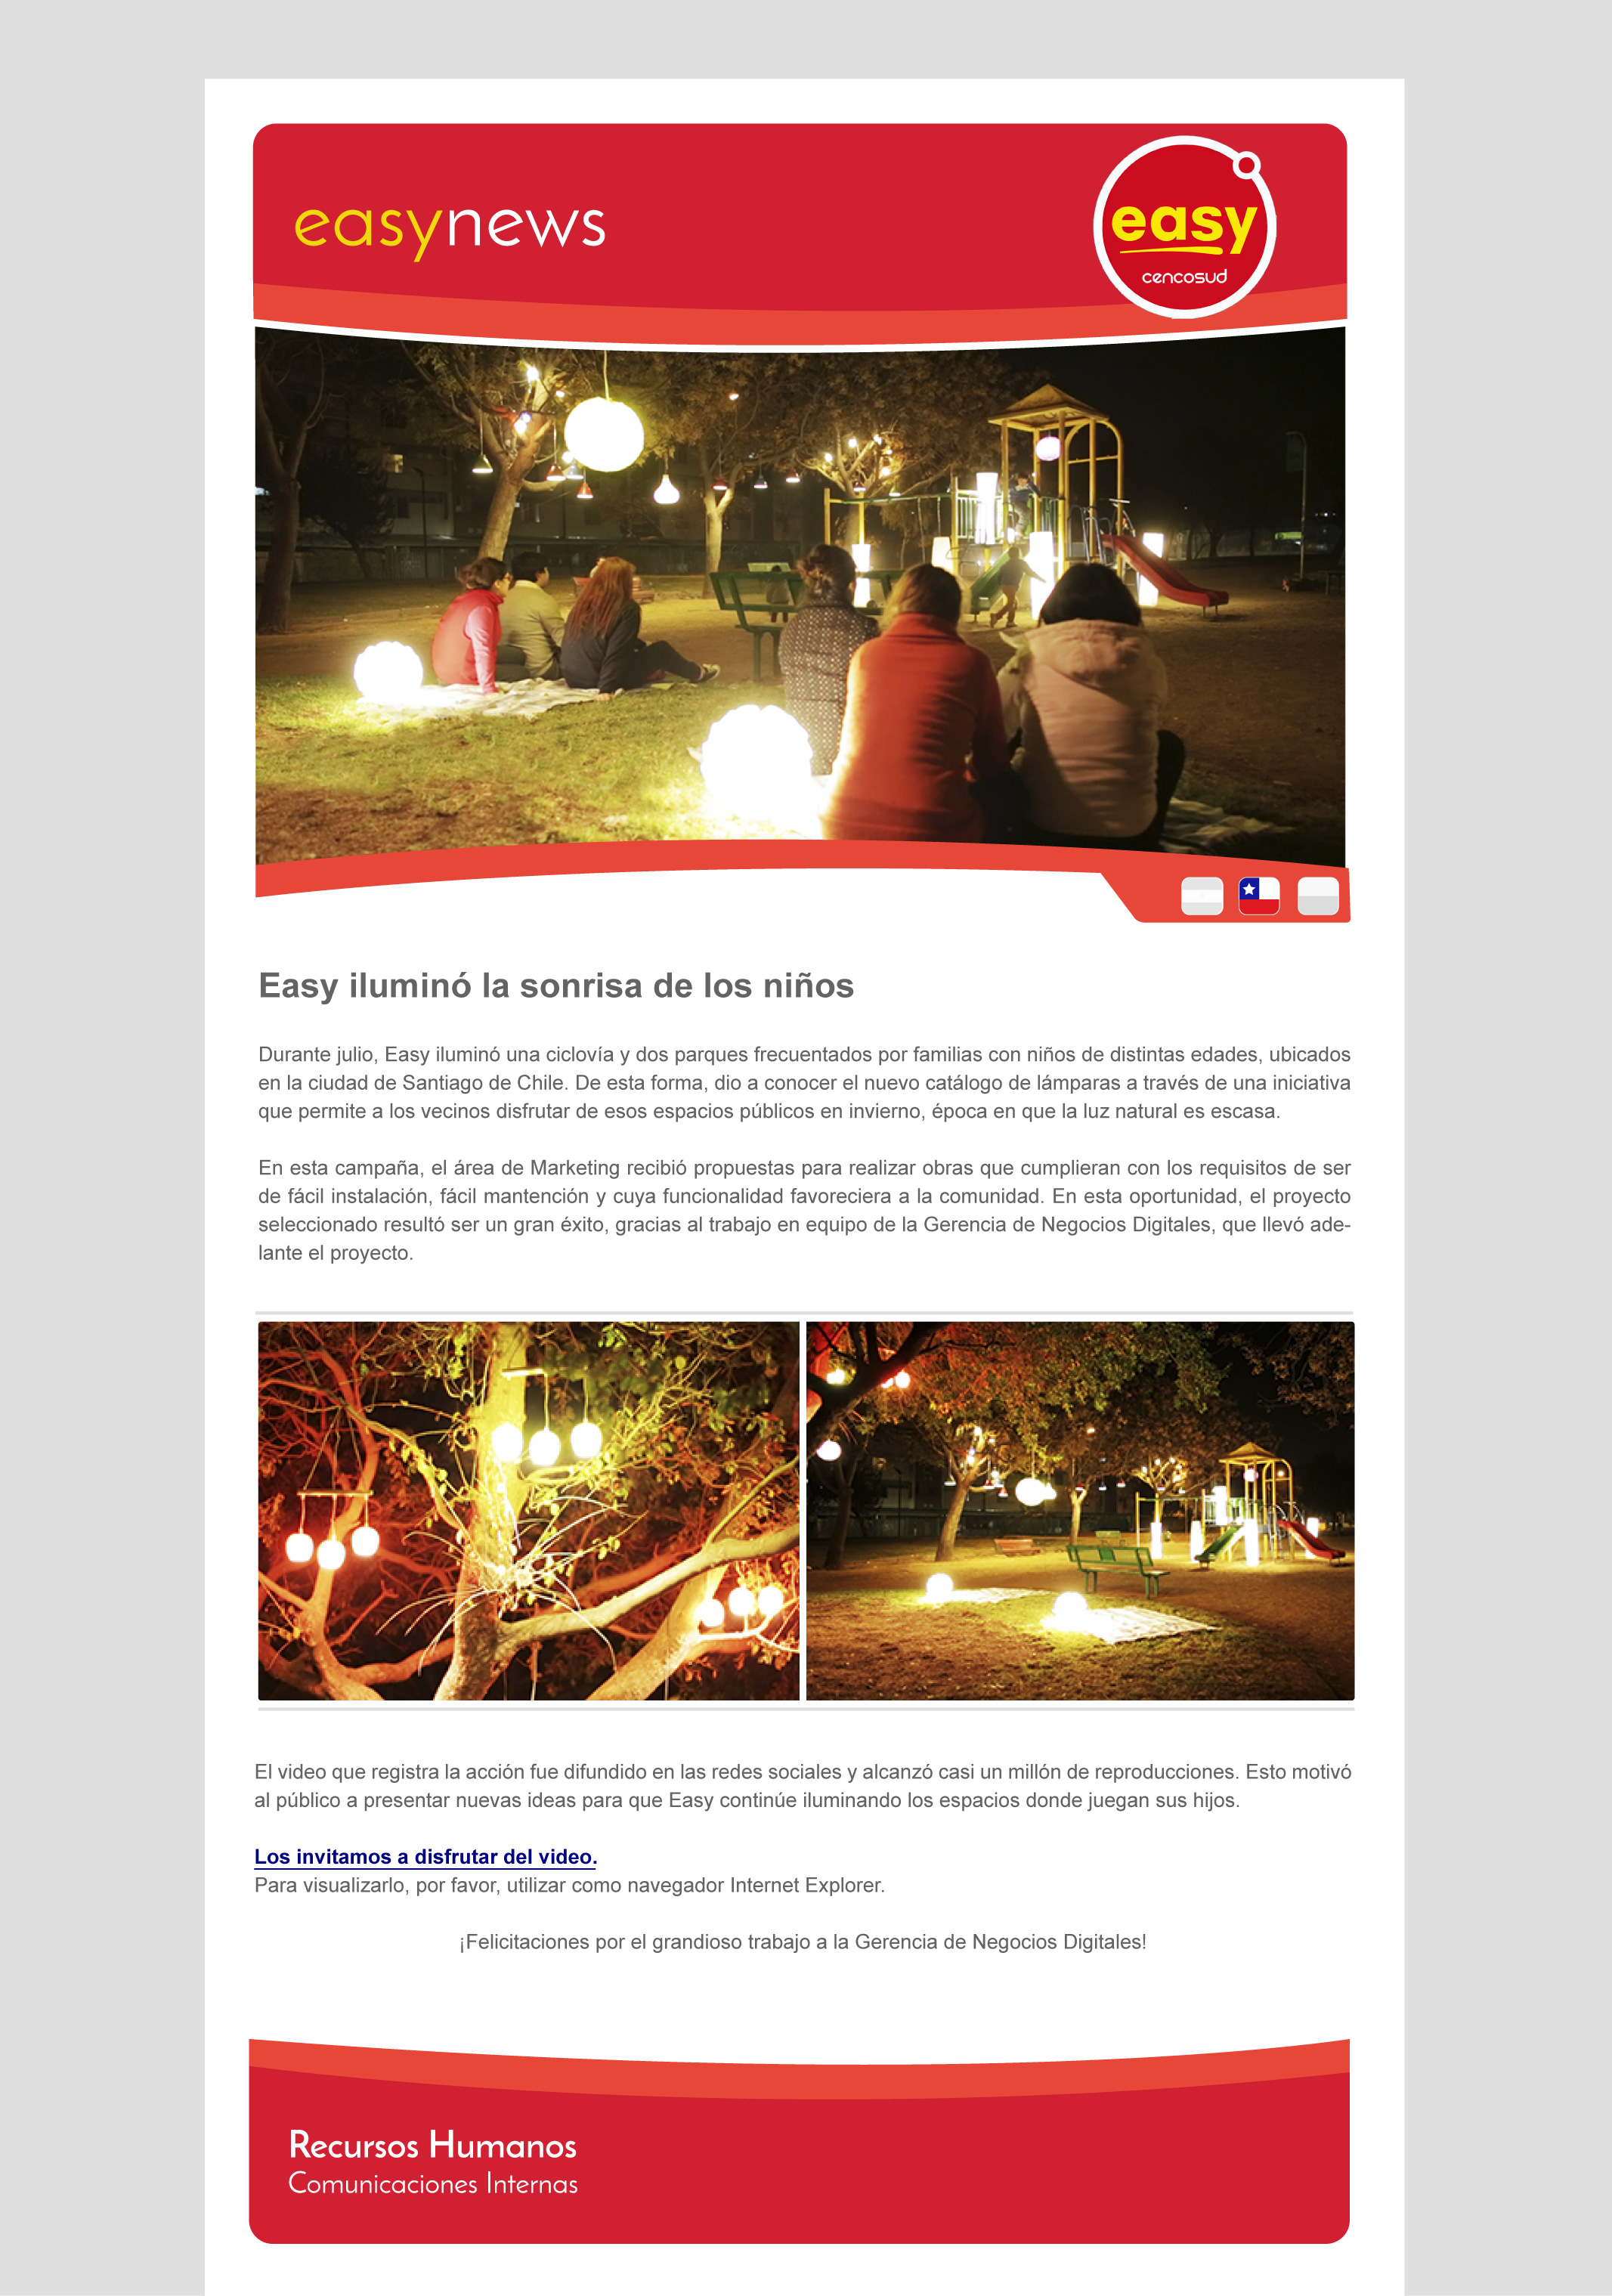 easynews
easy
cencosud
Easy iluminó la sonrisa de los niños
Durante julio, Easy iluminó una ciclovía y dos parques frecuentados por familias con niños de distintas edades, ubicados
en la ciudad de Santiago de Chile. De esta forma, dio a conocer el nuevo catálogo de lámparas a través de una iniciativa
que permite a los vecinos disfrutar de esos espacios públicos en invierno, época en que la luz natural es escasa.
En esta campaña, el área de Marketing recibió propuestas para realizar obras que cumplieran con los requisitos de ser
de fácil instalación, fácil mantención y cuya funcionalidad favoreciera a la comunidad. En esta oportunidad, el proyecto
seleccionado resultó ser un gran éxito, gracias al trabajo en equipo de la Gerencia de Negocios Digitales, que llevó ade-
lante el proyecto.
El video que registra la acción fue difundido en las redes sociales y alcanzó casi un millón de reproducciones. Esto motivó
al público a presentar nuevas ideas para que Easy continúe iluminando los espacios donde juegan sus hijos.
Los invitamos a disfrutar del video.
Para visualizarlo, por favor, utilizar como navegador Internet Explorer.
¡Felicitaciones por el grandioso trabajo a la Gerencia de Negocios Digitales!
Recursos Humanos
Comunicaciones Internas